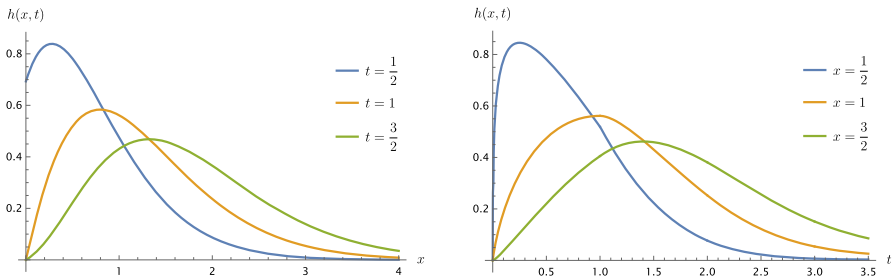 h(x, t)
0.8
0.6
0.4
0.2
1
2
3
4
x
t = 1/2
t = 1
t = 3/2
h(x, t)
0.8
0.6
0.4
0.2
0.5
1.0
1.5
2.0
2.5
3.0
3.5
t
x = 1/2
x = 1
x = 3/2